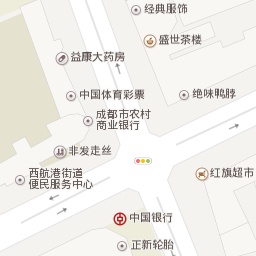 经典服饰
盛世茶楼
益康大药房
中国体育彩票
绝味鸭脖
成都市农村
商业银行
非发走丝
西航港街道
便民服务中心
红旗超市
中国银行
正新轮胎